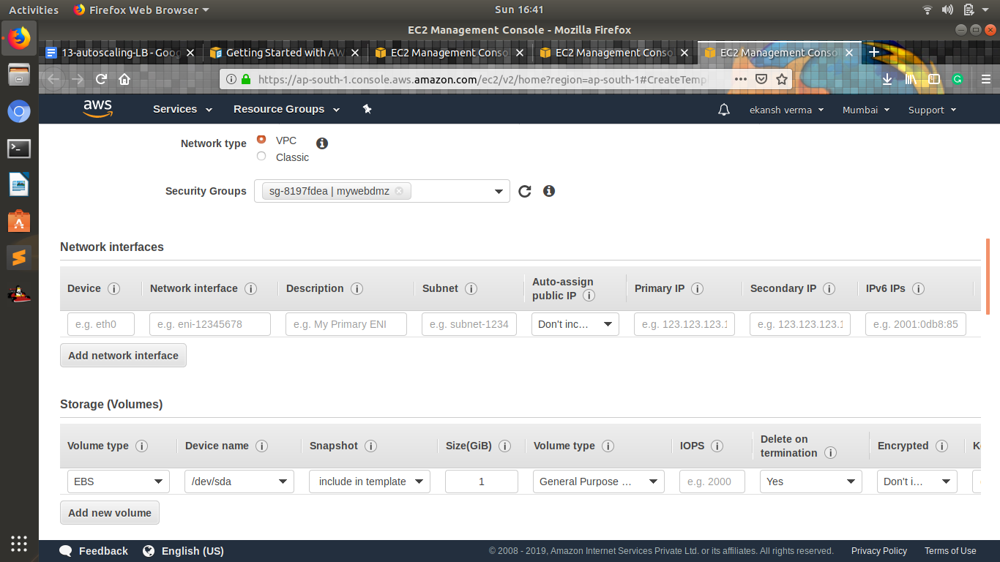 Activities Firefox Web Browser Sun 16:41
EC2 Management Console - Mozilla Firefox
13-autoscaling-LB - Goog Getting Started with AW EC2 Management Conso EC2 Management Conso EC2 Management Conso
https://ap-south-1.console.aws.amazon.com/ec2/v2/home?region=ap-south-1#CreateTemp
aws Services Resource Groups ekansh verma Mumbai Support
Network type VPC
Classic
Security Groups sg-8197fdea | mywebdmz
Network interfaces
Device Network interface Description Subnet Auto-assign public IP Primary IP Secondary IP IPv6 IPs
e.g. eth0 e.g. eni-12345678 e.g. My Primary ENI e.g. subnet-1234 Don't inc... e.g. 123.123.123.1 e.g. 123.123.123.1 e.g. 2001:0db8:85
Add network interface
Storage (Volumes)
Volume type Device name Snapshot Size(GiB) Volume type IOPS Delete on termination Encrypted K
EBS /dev/sda include in template 1 General Purpose ... e.g. 2000 Yes Don't i...
Add new volume
Feedback English (US) © 2008 - 2019, Amazon Internet Services Private Ltd. or its affiliates. All rights reserved. Privacy Policy Terms of Use